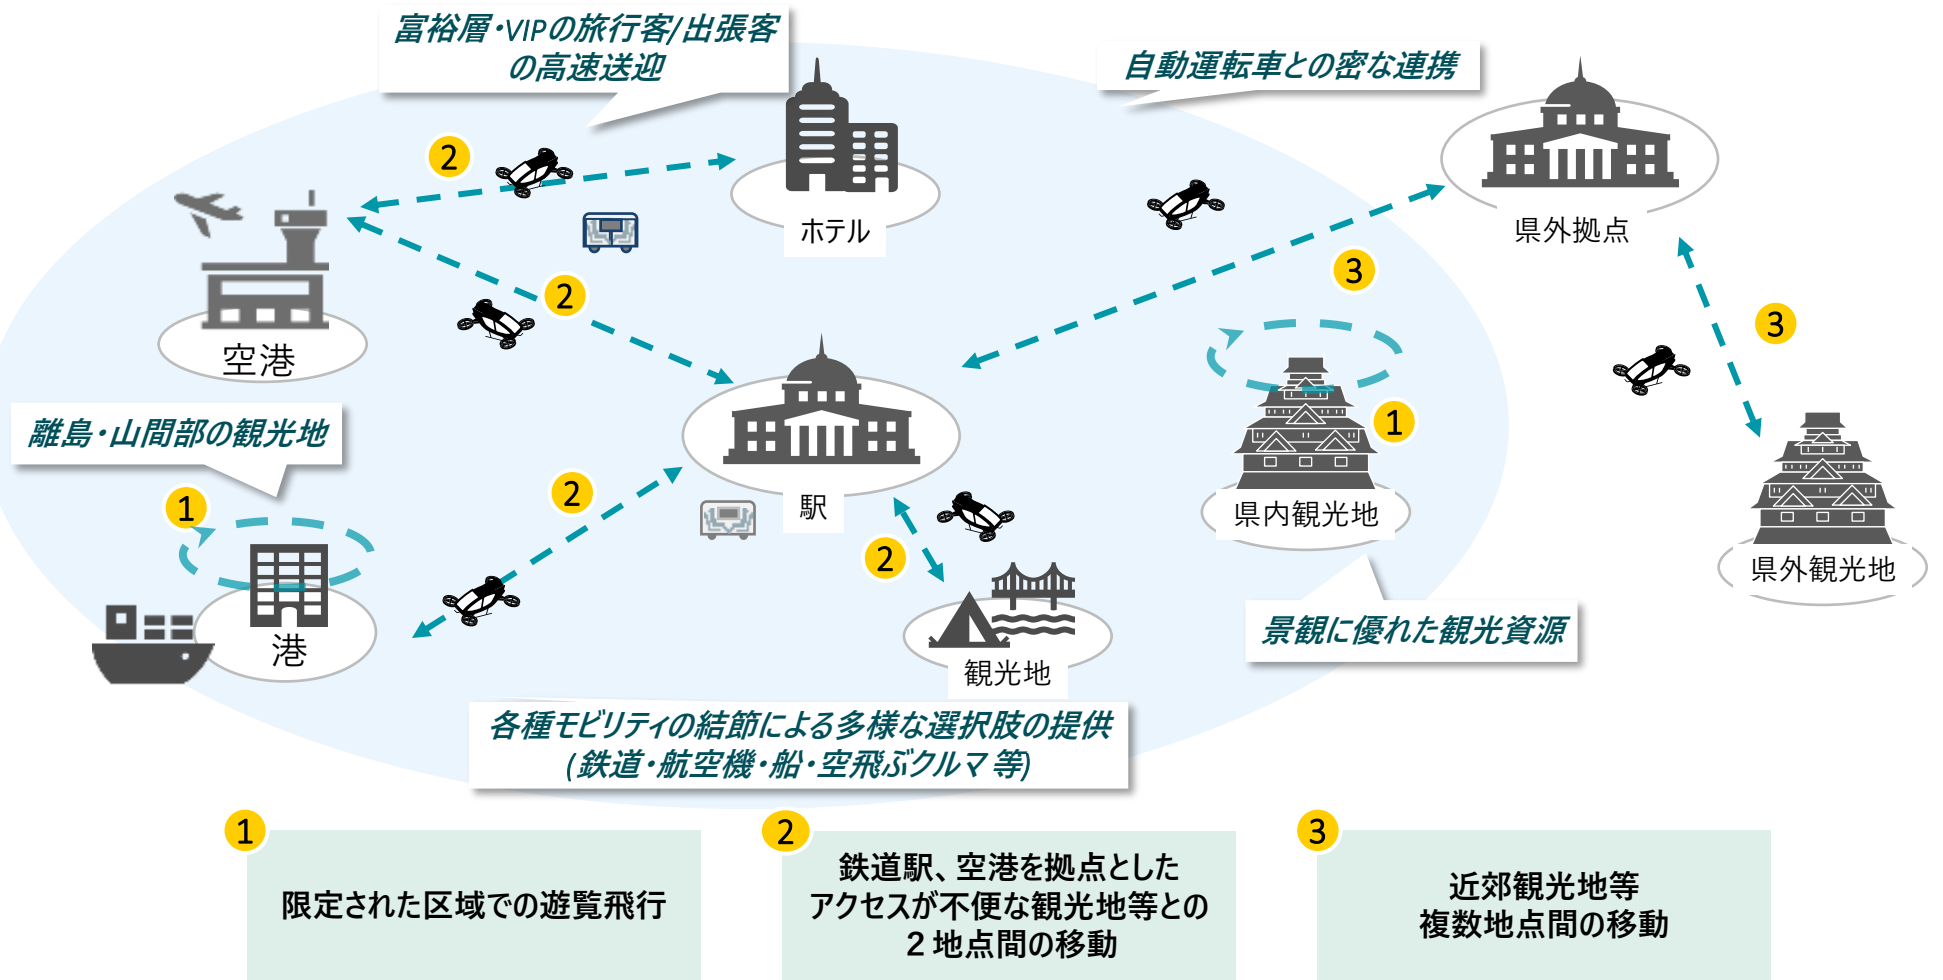 富裕層・VIPの旅行客/出張客
の高速送迎
自動運転車との密な連携
2
ホテル
県外拠点
3
空港
2
3
離島・山間部の観光地
1
1
2
駅
県内観光地
2
県外観光地
港
観光地
景観に優れた観光資源
各種モビリティの結節による多様な選択肢の提供
(鉄道・航空機・船・空飛ぶクルマ 等)
1
限定された区域での遊覧飛行
2
鉄道駅、空港を拠点とした
アクセスが不便な観光地等との
２地点間の移動
3
近郊観光地等
複数地点間の移動